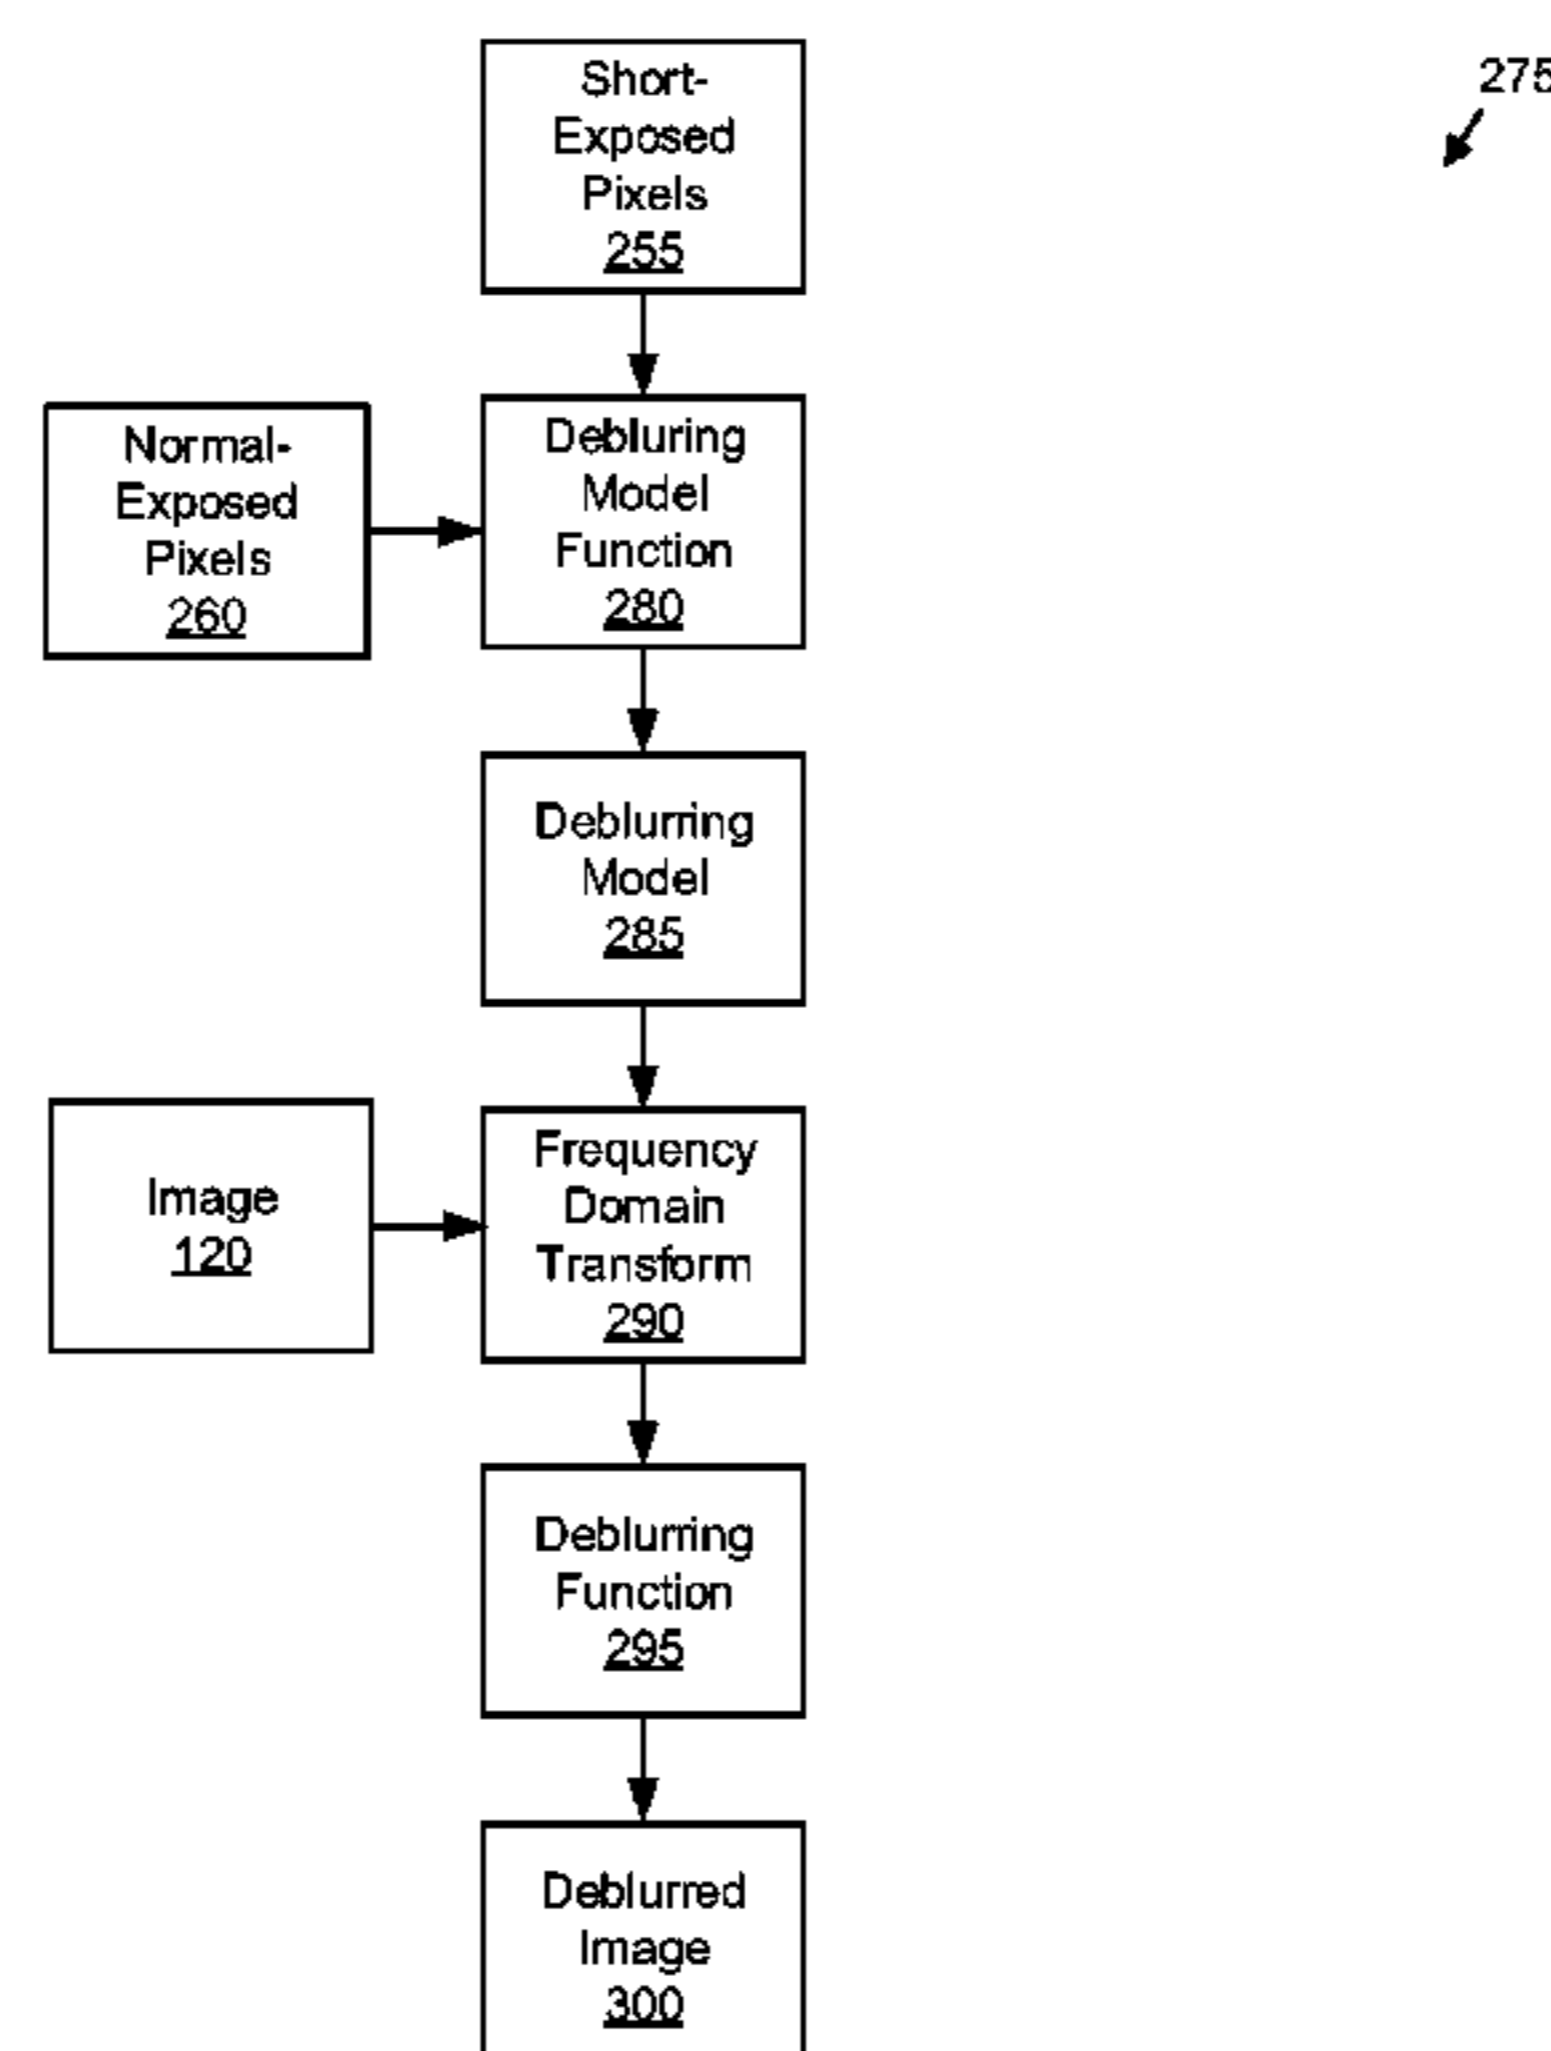 Short-
Exposed
Pixels
255
275
Normal-
Exposed
Pixels
260
Debluring
Model
Function
280
Deblurring
Model
285
Image
120
Frequency
Domain
Transform
290
Deblurring
Function
295
Deblurred
Image
300